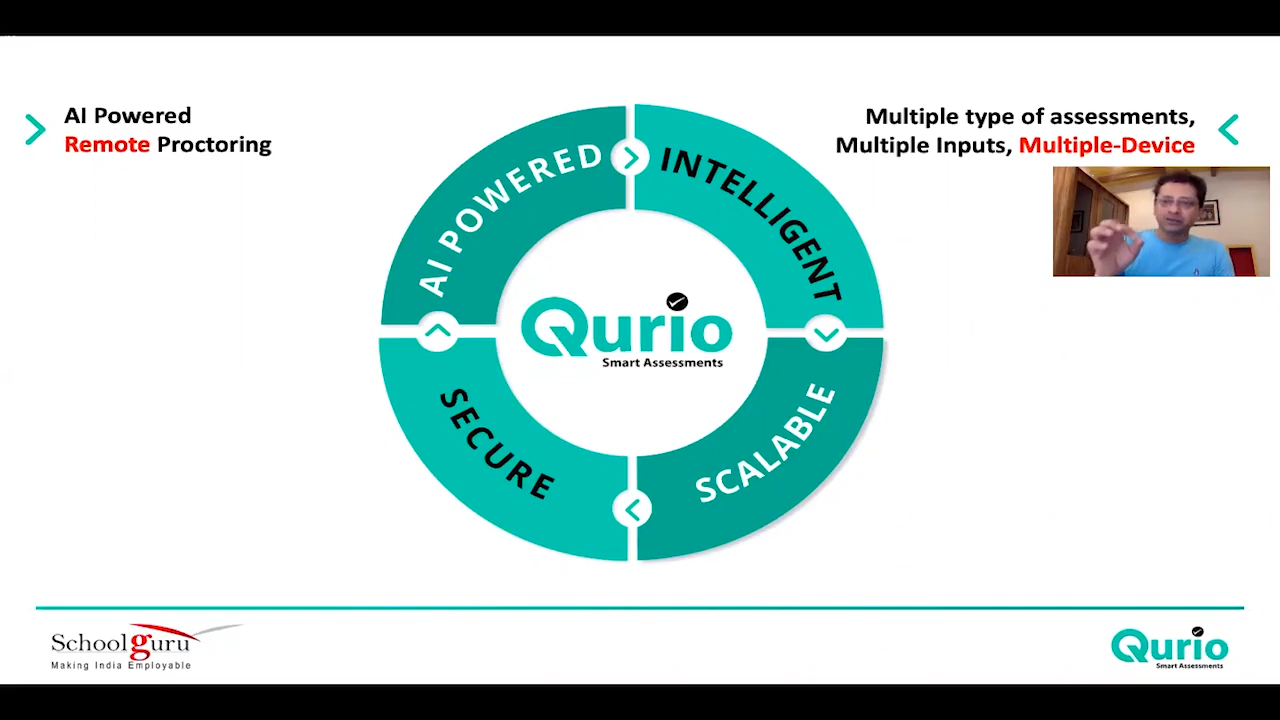 AI Powered
Remote Proctoring
Multiple type of assessments,
Multiple Inputs, Multiple-Device
AI POWERED
INTELLIGENT
SCALABLE
SECURE
Qurio
Smart Assessments
Schoolguru
Making India Employable
Qurio
Smart Assessments